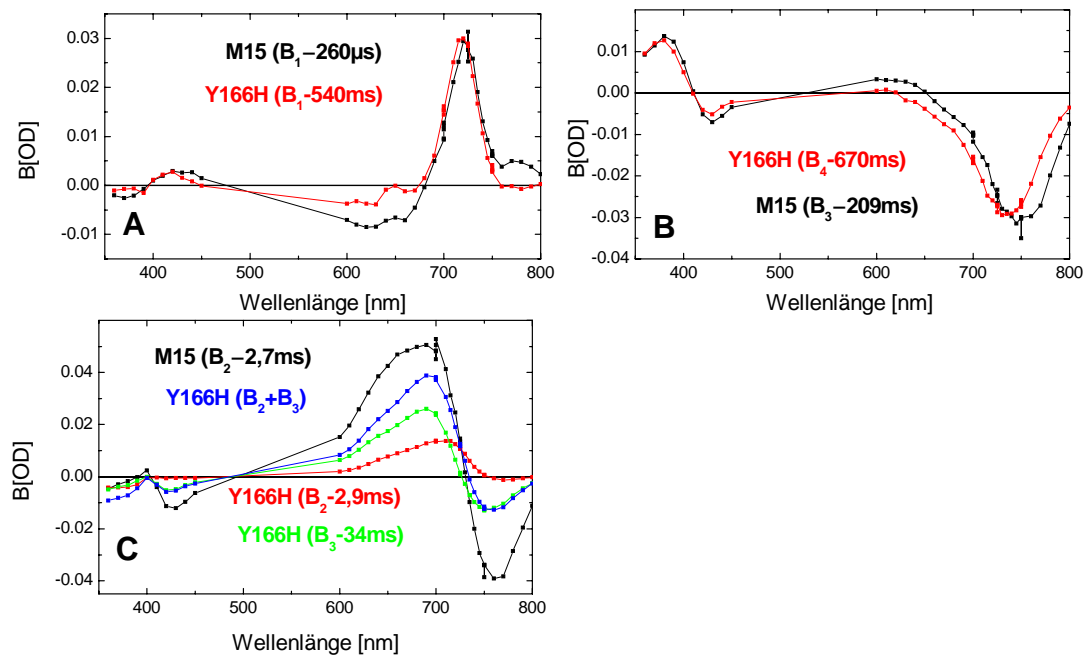 B[OD]
0.03
0.02
0.01
0.00
-0.01
M15 (B₁–260µs)
Y166H (B₁-540ms)
A
400 500 600 700 800
Wellenlänge [nm]
B[OD]
0.01
0.00
-0.01
-0.03
-0.04
Y166H (B₄-670ms)
M15 (B₃–209ms)
B
400 500 600 700 800
Wellenlänge [nm]
B[OD]
0.04
0.02
0.00
-0.02
-0.04
M15 (B₂–2,7ms)
Y166H (B₂+B₃)
Y166H (B₂-2,9ms)
Y166H (B₃-34ms)
C
400 500 600 700 800
Wellenlänge [nm]